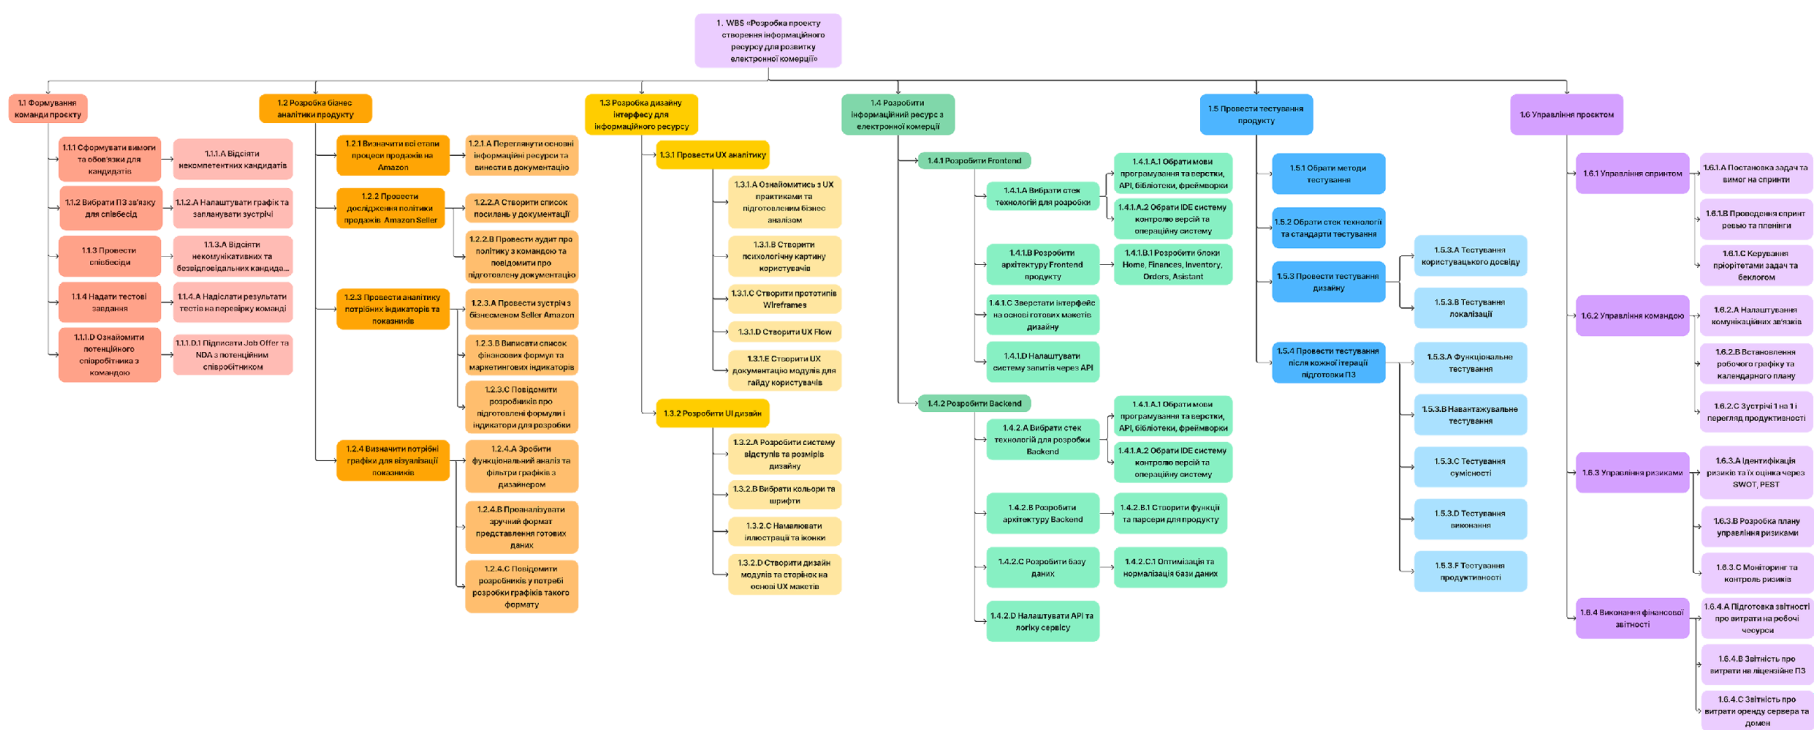 1. WBS «Розробка проекту
створення інформаційного
ресурсу для розвитку
електронної комерції»
1.1 Формування
команди проєкту
1.1.1 Сформувати вимоги
та обов'язки для
кандидатів
1.1.1.А Відсіяти
некомпетентних кандидатів
1.1.2 Вибрати ПЗ зв'язку
для співбесід
1.1.2.А Налаштувати графік та
запланувати зустрічі
1.1.3 Провести
співбесіди
1.1.3.А Відсіяти
некомунікативних та
безвідповідальних кандида...
1.1.4 Надати тестові
завдання
1.1.4.А Надіслати результати
тестів на перевірку команді
1.1.1.D Ознайомити
потенційного
співробітника з
командою
1.1.1.D.1 Підписати Job Offer та
NDA з потенційним
співробітником
1.2 Розробка бізнес
аналітики продукту
1.2.1 Визначити всі етапи
процеси продажів на
Amazon
1.2.1.А Переглянути основні
інформаційні ресурси та
винести в документацію
1.2.2 Провести
дослідження політики
продажів Amazon Seller
1.2.2.А Створити список
посилань у документації
1.2.2.В Провести аудит про
політику з командою та
повідомити про
підготовлену документацію
1.2.3 Провести аналітику
потрібних індикаторів та
показників
1.2.3.А Провести зустріч з
бізнесменом Seller Amazon
1.2.3.В Виписати список
фінансових формул та
маркетингових індикаторів
1.2.3.С Повідомити
розробників про
підготовлені формули і
індикатори для розробки
1.2.4 Визначити потрібні
графіки для візуалізації
показників
1.2.4.А Зробити
функціональний аналіз та
фільтри графіків з
дизайнером
1.2.4.В Преаналізувати
зручний формат
представлення готових
даних
1.2.4.С Повідомити
розробників у потребі
розробки графіків такого
формату
1.3 Розробка дизайну
інтерфесу для
інформаційного ресурсу
1.3.1 Провести UX аналітику
1.3.1.А Ознайомитись з UX
практиками та
підготовленим бізнес
аналізом
1.3.1.В Створити
психологічну картину
користувачів
1.3.1.С Створити прототипів
Wireframes
1.3.1.D Створити UX Flow
1.3.1.Е Створити UX
документацію модулів для
гайду користувачів
1.3.2 Розробити UI дизайн
1.3.2.А Розробити систему
відступів та розмірів
дизайну
1.3.2.В Вибрати кольори та
шрифти
1.3.2.С Намалювати
іллюстрації та іконки
1.3.2.D Створити дизайн
модулів та сторінок на
основі UX макетів
1.4 Розробити
інформаційний ресурс з
електронної комерції
1.4.1 Розробити Frontend
1.4.1.А Вибрати стек
технологій для розробки
1.4.1.А.1 Обрати мови
програмування та верстки,
API, бібліотеки, фреймворки
1.4.1.А.2 Обрати IDE систему
контролю версій та
операційну систему
1.4.1.В Розробити
архітектуру Frontend
продукту
1.4.1.В.1 Розробити блоки
Home, Finances, Inventory,
Orders, Asistant
1.4.1.С Зверстати інтерфейс
на основі готових макетів
дизайну
1.4.1.D Налаштувати
систему запитів через API
1.4.2 Розробити Backend
1.4.2.А Вибрати стек
технологій для розробки
Backend
1.4.1.А.1 Обрати мови
програмування та верстки,
API, бібліотеки, фреймворки
1.4.1.А.2 Обрати IDE систему
контролю версій та
операційну систему
1.4.2.В Розробити
архітектуру Backend
1.4.2.В.1 Створити функції
та парсери для продукту
1.4.2.С Розробити базу
даних
1.4.2.С.1 Оптимізація та
нормалізація бази даних
1.4.2.D Налаштувати API та
логіку сервісу
1.5 Провести тестування
продукту
1.5.1 Обрати методи
тестування
1.5.2 Обрати стек технології
та стандарти тестування
1.5.3 Провести тестування
дизайну
1.5.3.А Тестування
користувацького досвіду
1.5.3.В Тестування
локалізації
1.5.4 Провести тестування
після кожної ітерації
підготовки ПЗ
1.5.3.А Функціональне
тестування
1.5.3.В Навантажувальне
тестування
1.5.3.С Тестування
сумісності
1.5.3.D Тестування
виконання
1.5.3.F Тестування
продуктивності
1.6 Управління проєктом
1.6.1 Управління спринтом
1.6.1.А Постановка задач та
вимог на спринти
1.6.1.В Проведення спринт
ревью та пленінги
1.6.1.С Керування
пріорітетами задач та
беклогом
1.6.2 Управління командою
1.6.2.А Налаштування
комунікаційних зв'язків
1.6.2.В Встановлення
робочого графіку та
календарного плану
1.6.2.С Зустрічі 1 на 1 і
перегляд продуктивності
1.6.3 Управління ризиками
1.6.3.А Ідентифікація
ризиків та їх оцінка через
SWOT, PEST
1.6.3.В Розробка плану
управління ризиками
1.6.3.С Моніторинг та
контроль ризиків
1.6.4 Виконання фінансової
звітності
1.6.4.А Підготовка звітності
про витрати на робочі
чесурси
1.6.4.В Звітність про
витрати на ліцензійне ПЗ
1.6.4.С Звітність про
витрати оренду сервера та
домен